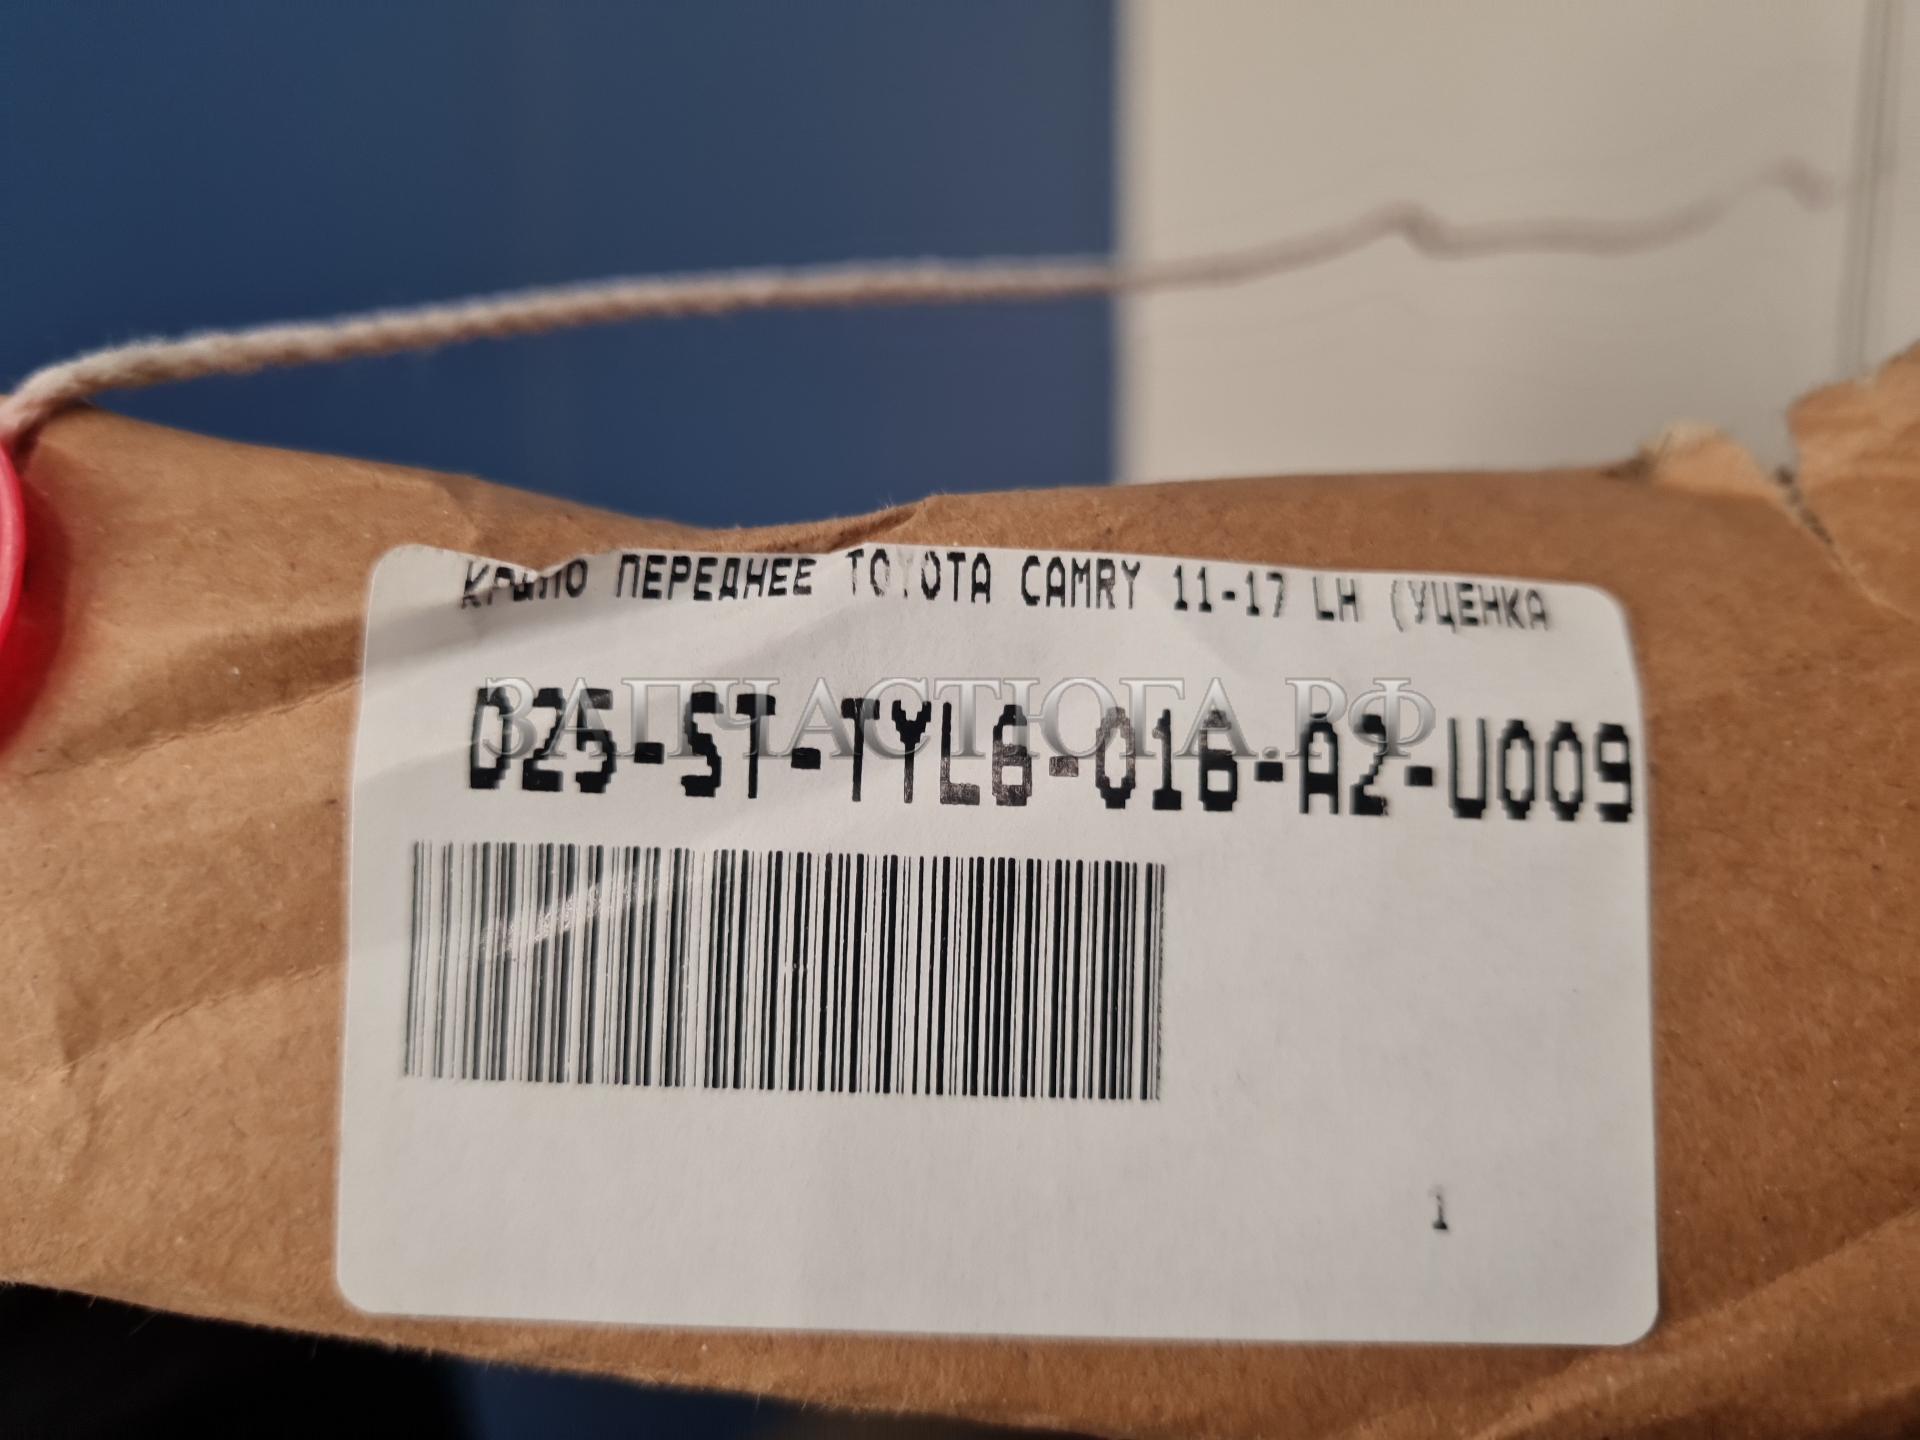 КРЫЛО ПЕРЕДНЕЕ TOYOTA CAMRY 11-17 LH (УЦЕНКА
D25-ST-TYL6-016-A2-U009
ЗАПЧАСТЮГА.РФ
1